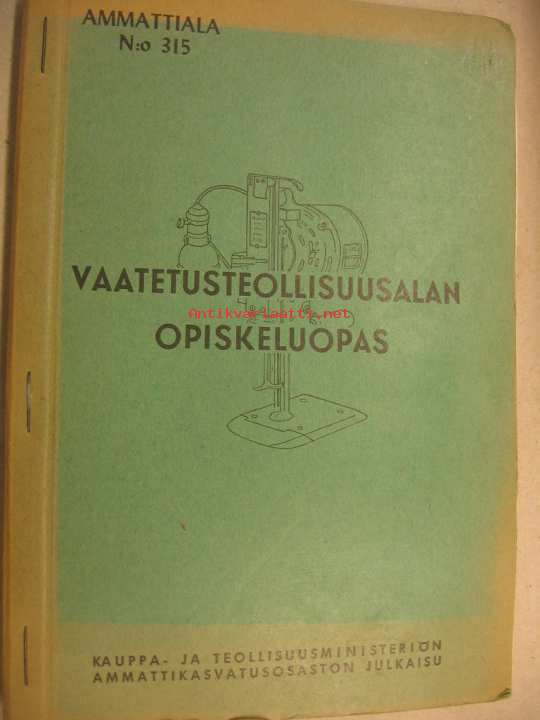 AMMATTIALA
N:o 315
VAATETUSTEOLLISUUSALAN
Antikvariaatti.net
OPISKELUOPAS
KAUPPA- JA TEOLLISUUSMINISTERIÖN
AMMATTIKASVATUSOSASTON JULKAISU